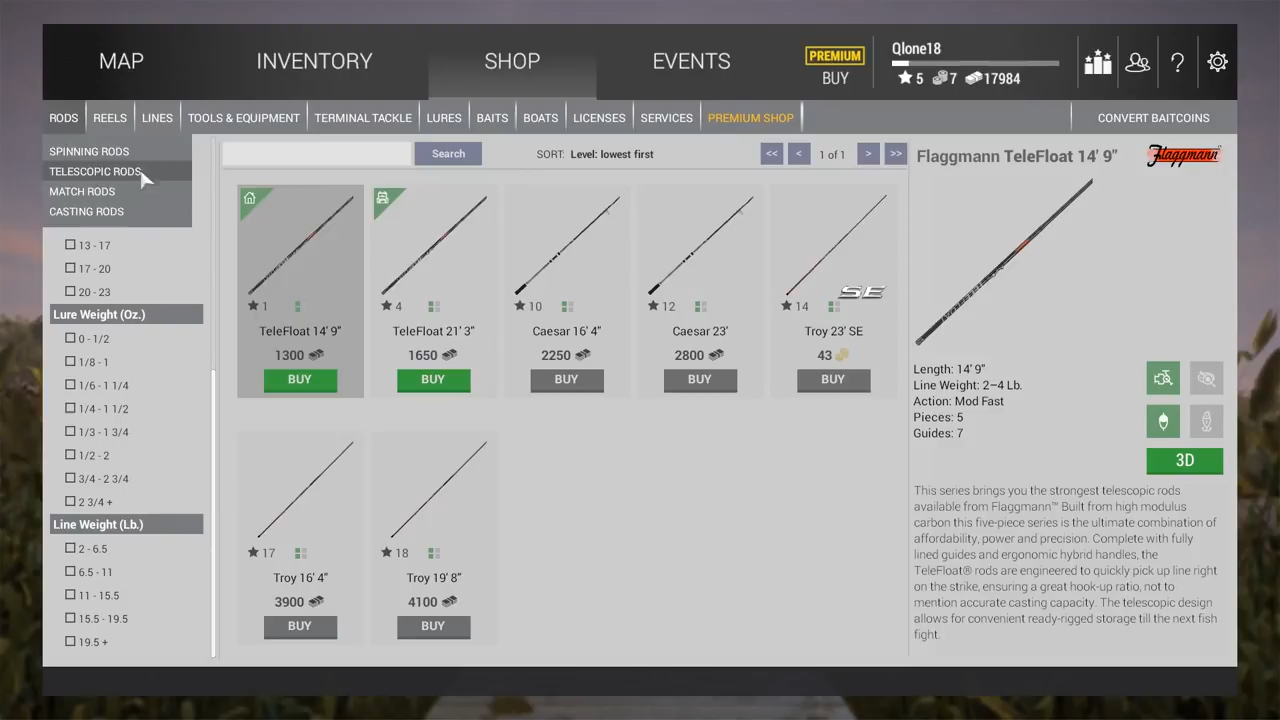 MAP
INVENTORY
SHOP
EVENTS
PREMIUM
BUY
Qlone18
5 7 17984
?
RODS
REELS
LINES
TOOLS & EQUIPMENT
TERMINAL TACKLE
LURES
BAITS
BOATS
LICENSES
SERVICES
PREMIUM SHOP
CONVERT BAITCOINS
SPINNING RODS
TELESCOPIC RODS
MATCH RODS
CASTING RODS
13 - 17
17 - 20
20 - 23
Lure Weight (Oz.)
0 - 1/2
1/8 - 1
1/6 - 1 1/4
1/4 - 1 1/2
1/3 - 1 3/4
1/2 - 2
3/4 - 2 3/4
2 3/4 +
Line Weight (Lb.)
2 - 6.5
6.5 - 11
11 - 15.5
15.5 - 19.5
19.5 +
Search
SORT: Level: lowest first
<< < 1 of 1 > >>
1
TeleFloat 14' 9"
1300
BUY
4
TeleFloat 21' 3"
1650
BUY
10
Caesar 16' 4"
2250
BUY
12
Caesar 23'
2800
BUY
SE
14
Troy 23' SE
43
BUY
17
Troy 16' 4"
3900
BUY
18
Troy 19' 8"
4100
BUY
Flaggmann TeleFloat 14' 9"
Flaggmann
Length: 14' 9"
Line Weight: 2–4 Lb.
Action: Mod Fast
Pieces: 5
Guides: 7
3D
This series brings you the strongest telescopic rods
available from Flaggmann™ Built from high modulus
carbon this five-piece series is the ultimate combination of
affordability, power and precision. Complete with fully
lined guides and ergonomic hybrid handles, the
TeleFloat® rods are engineered to quickly pick up line right
on the strike, ensuring a great hook-up ratio, not to
mention accurate casting capacity. The telescopic design
allows for convenient ready-rigged storage till the next fish
fight.